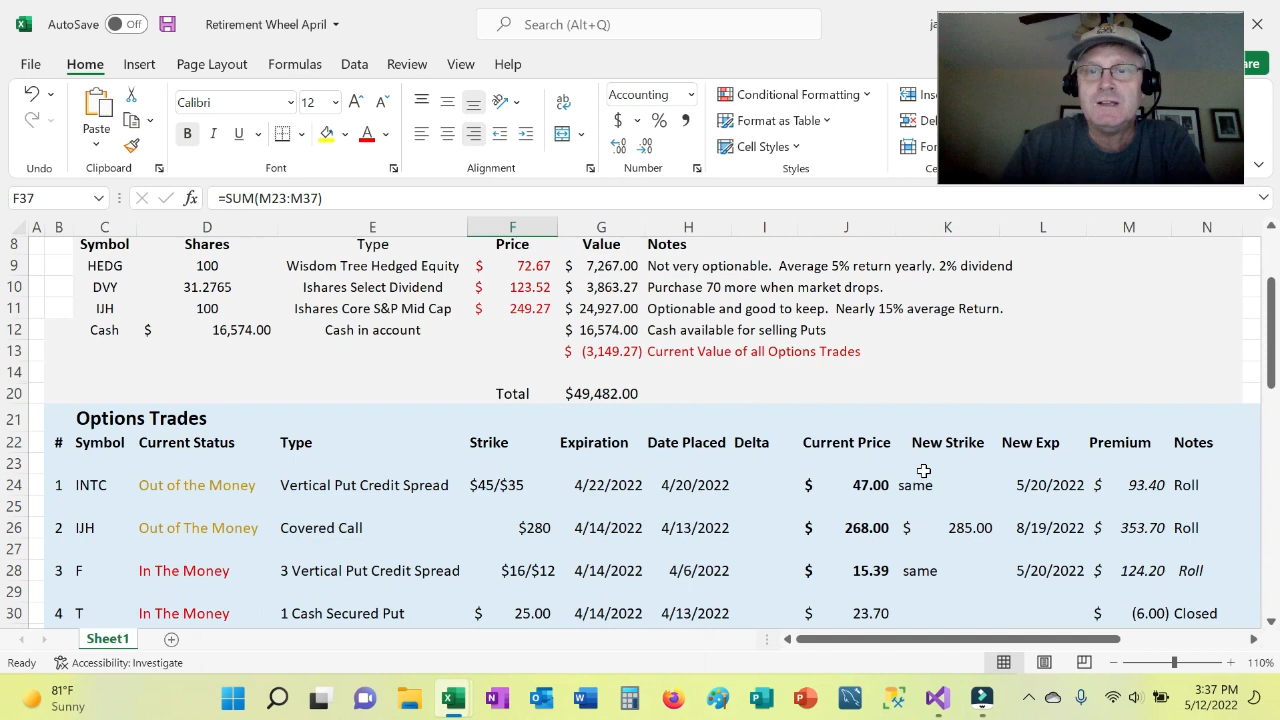 AutoSave Off Retirement Wheel April Search (Alt+Q)
File Home Insert Page Layout Formulas Data Review View Help
Calibri 12 Accounting Conditional Formatting
Paste B I U A $ % Format as Table
Cell Styles
Undo Clipboard Font Alignment Number Styles
F37 fx =SUM(M23:M37)
A B C D E F G H I J K L M N
8 Symbol Shares Type Price Value Notes
9 HEDG 100 Wisdom Tree Hedged Equity $ 72.67 $ 7,267.00 Not very optionable. Average 5% return yearly. 2% dividend
10 DVY 31.2765 Ishares Select Dividend $ 123.52 $ 3,863.27 Purchase 70 more when market drops.
11 IJH 100 Ishares Core S&P Mid Cap $ 249.27 $ 24,927.00 Optionable and good to keep. Nearly 15% average Return.
12 Cash $ 16,574.00 Cash in account $ 16,574.00 Cash available for selling Puts
13 $ (3,149.27) Current Value of all Options Trades
14
20 Total $49,482.00
21 Options Trades
22 # Symbol Current Status Type Strike Expiration Date Placed Delta Current Price New Strike New Exp Premium Notes
23
24 1 INTC Out of the Money Vertical Put Credit Spread $45/$35 4/22/2022 4/20/2022 $ 47.00 same 5/20/2022 $ 93.40 Roll
25
26 2 IJH Out of The Money Covered Call $280 4/14/2022 4/13/2022 $ 268.00 $ 285.00 8/19/2022 $ 353.70 Roll
27
28 3 F In The Money 3 Vertical Put Credit Spread $16/$12 4/14/2022 4/6/2022 $ 15.39 same 5/20/2022 $ 124.20 Roll
29
30 4 T In The Money 1 Cash Secured Put $ 25.00 4/14/2022 4/13/2022 $ 23.70 $ (6.00) Closed
Sheet1
Ready Accessibility: Investigate 110%
81°F
Sunny
3:37 PM
5/12/2022